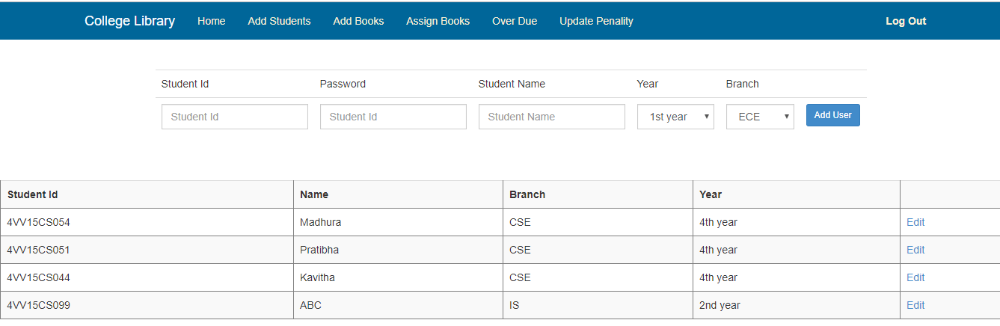 College Library Home Add Students Add Books Assign Books Over Due Update Penality Log Out
Student Id Password Student Name Year Branch
Student Id Student Id Student Name 1st year ECE Add User
Student Id Name Branch Year
4VV15CS054 Madhura CSE 4th year Edit
4VV15CS051 Pratibha CSE 4th year Edit
4VV15CS044 Kavitha CSE 4th year Edit
4VV15CS099 ABC IS 2nd year Edit